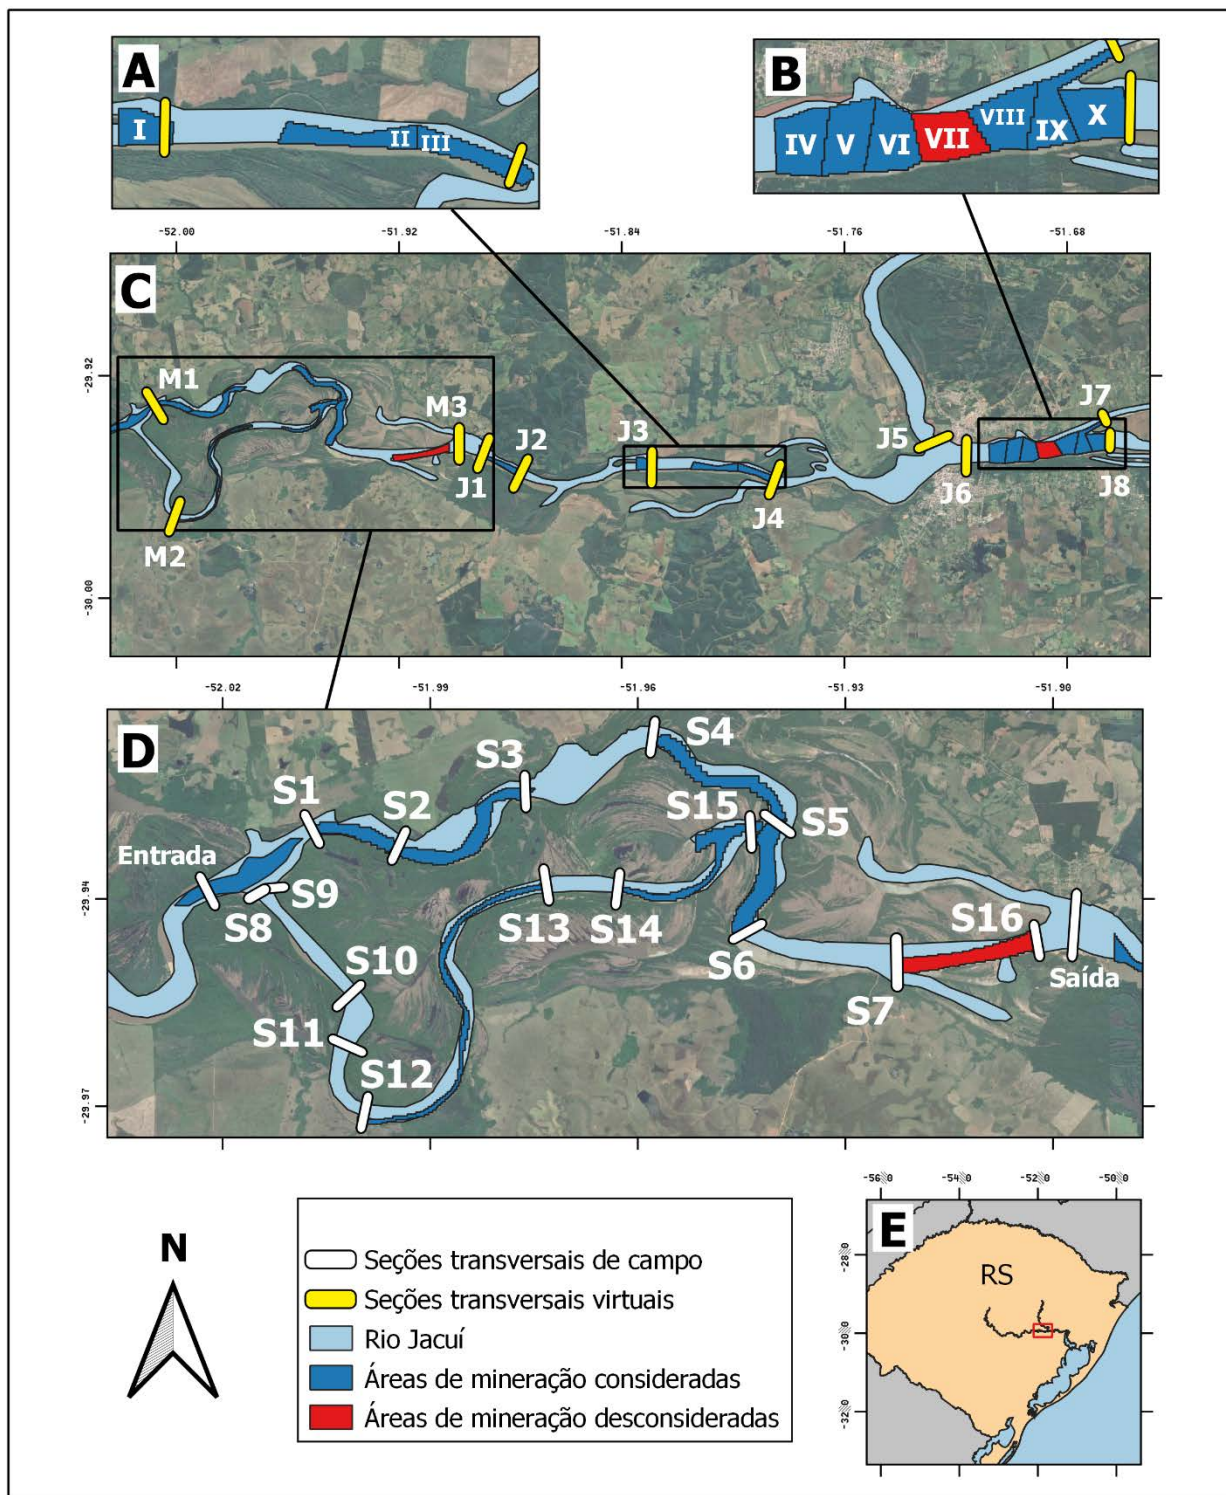 A
B
I
II
III
IV
V
VI
VII
VIII
IX
X
-52.00
-51.92
-51.84
-51.76
-51.68
C
-29.92
-30.00
M1
M2
M3
J1
J2
J3
J4
J5
J6
J7
J8
-52.02
-51.99
-51.96
-51.93
-51.90
D
-29.94
-29.97
Entrada
S1
S2
S3
S4
S5
S6
S7
S8
S9
S10
S11
S12
S13
S14
S15
S16
Saída
N
Seções transversais de campo
Seções transversais virtuais
Rio Jacuí
Áreas de mineração consideradas
Áreas de mineração desconsideradas
E
RS